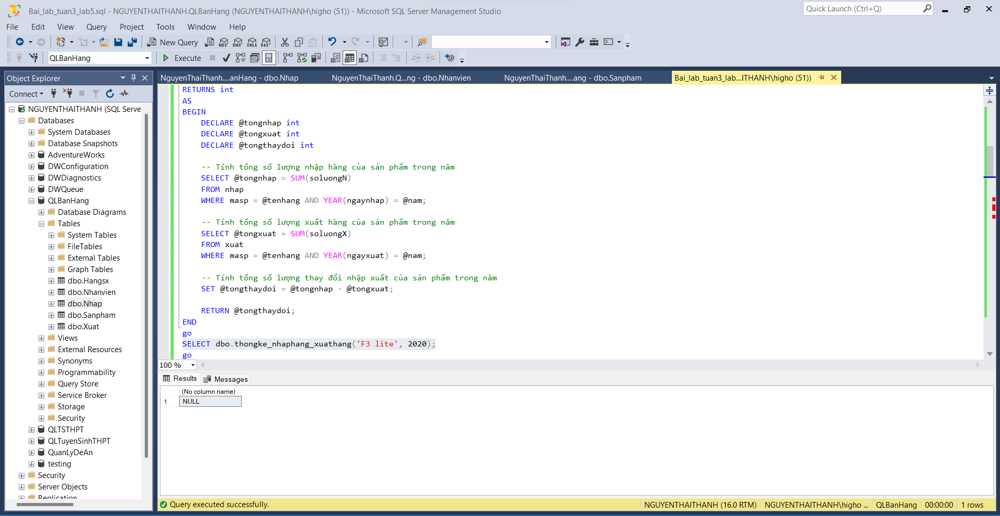 Bai_lab_tuan3_lab5.sql - NGUYENTHAITHANH.QLBanHang (NGUYENTHAITHANH\higho (51)) - Microsoft SQL Server Management Studio
Quick Launch (Ctrl+Q)
File Edit View Query Project Tools Window Help
New Query MDX DMX XMLA DAX
QLBanHang Execute
Object Explorer
Connect
NGUYENTHAITHANH (SQL Serve
Databases
System Databases
Database Snapshots
AdventureWorks
DWConfiguration
DWDiagnostics
DWQueue
QLBanHang
Database Diagrams
Tables
System Tables
FileTables
External Tables
Graph Tables
dbo.Hangsx
dbo.Nhanvien
dbo.Nhap
dbo.Sanpham
dbo.Xuat
Views
External Resources
Synonyms
Programmability
Query Store
Service Broker
Storage
Security
QLTSTHPT
QLTuyenSinhTHPT
QuanLyDeAn
testing
Security
Server Objects
Replication
NguyenThaiThanh....anHang - dbo.Nhap NguyenThaiThanh.Q...ng - dbo.Nhanvien NguyenThaiThanh....ang - dbo.Sanpham Bai_lab_tuan3_lab...ITHANH\higho (51))
RETURNS int
AS
BEGIN
DECLARE @tongnhap int
DECLARE @tongxuat int
DECLARE @tongthaydoi int
-- Tính tổng số lượng nhập hàng của sản phẩm trong năm
SELECT @tongnhap = SUM(soluongN)
FROM nhap
WHERE masp = @tenhang AND YEAR(ngaynhap) = @nam;
-- Tính tổng số lượng xuất hàng của sản phẩm trong năm
SELECT @tongxuat = SUM(soluongX)
FROM xuat
WHERE masp = @tenhang AND YEAR(ngayxuat) = @nam;
-- Tính tổng số lượng thay đổi nhập xuất của sản phẩm trong năm
SET @tongthaydoi = @tongnhap - @tongxuat;
RETURN @tongthaydoi;
END
go
SELECT dbo.thongke_nhaphang_xuathang('F3 lite', 2020);
go
100 %
Results Messages
(No column name)
1 NULL
Query executed successfully.
NGUYENTHAITHANH (16.0 RTM) NGUYENTHAITHANH\higho ... QLBanHang 00:00:00 1 rows